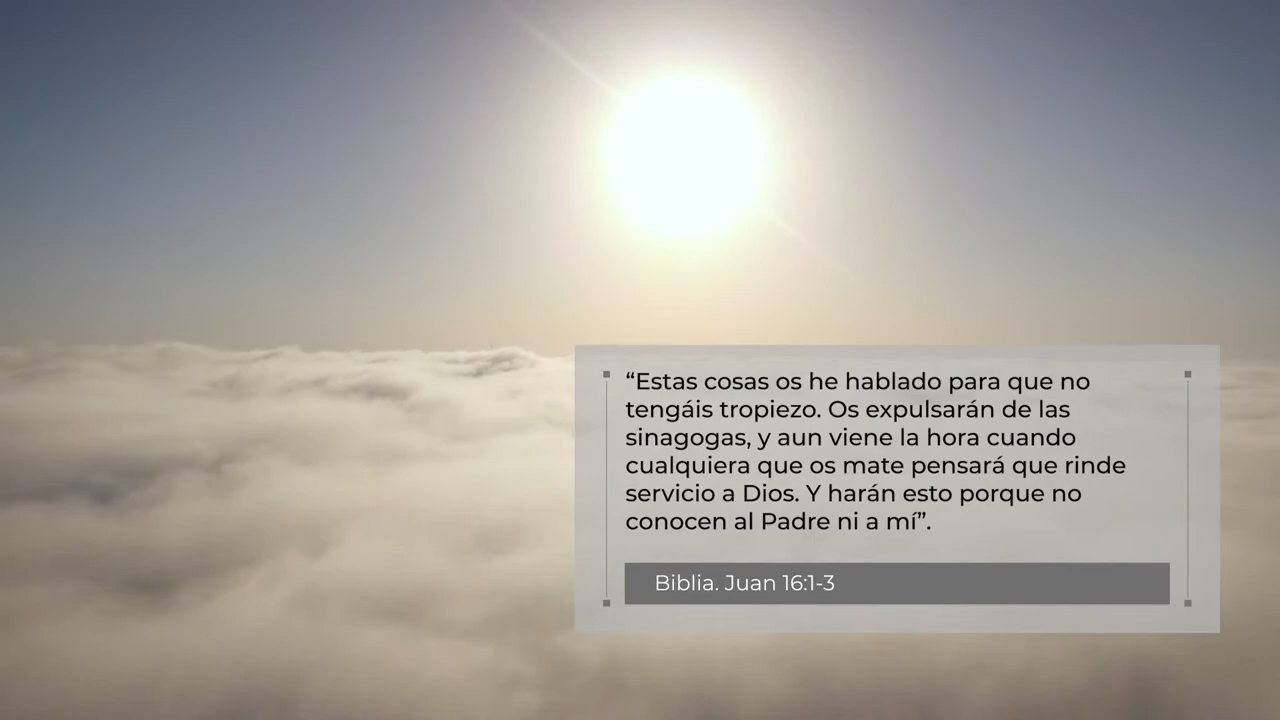 “Estas cosas os he hablado para que no
tengáis tropiezo. Os expulsarán de las
sinagogas, y aun viene la hora cuando
cualquiera que os mate pensará que rinde
servicio a Dios. Y harán esto porque no
conocen al Padre ni a mí”.
Biblia. Juan 16:1-3